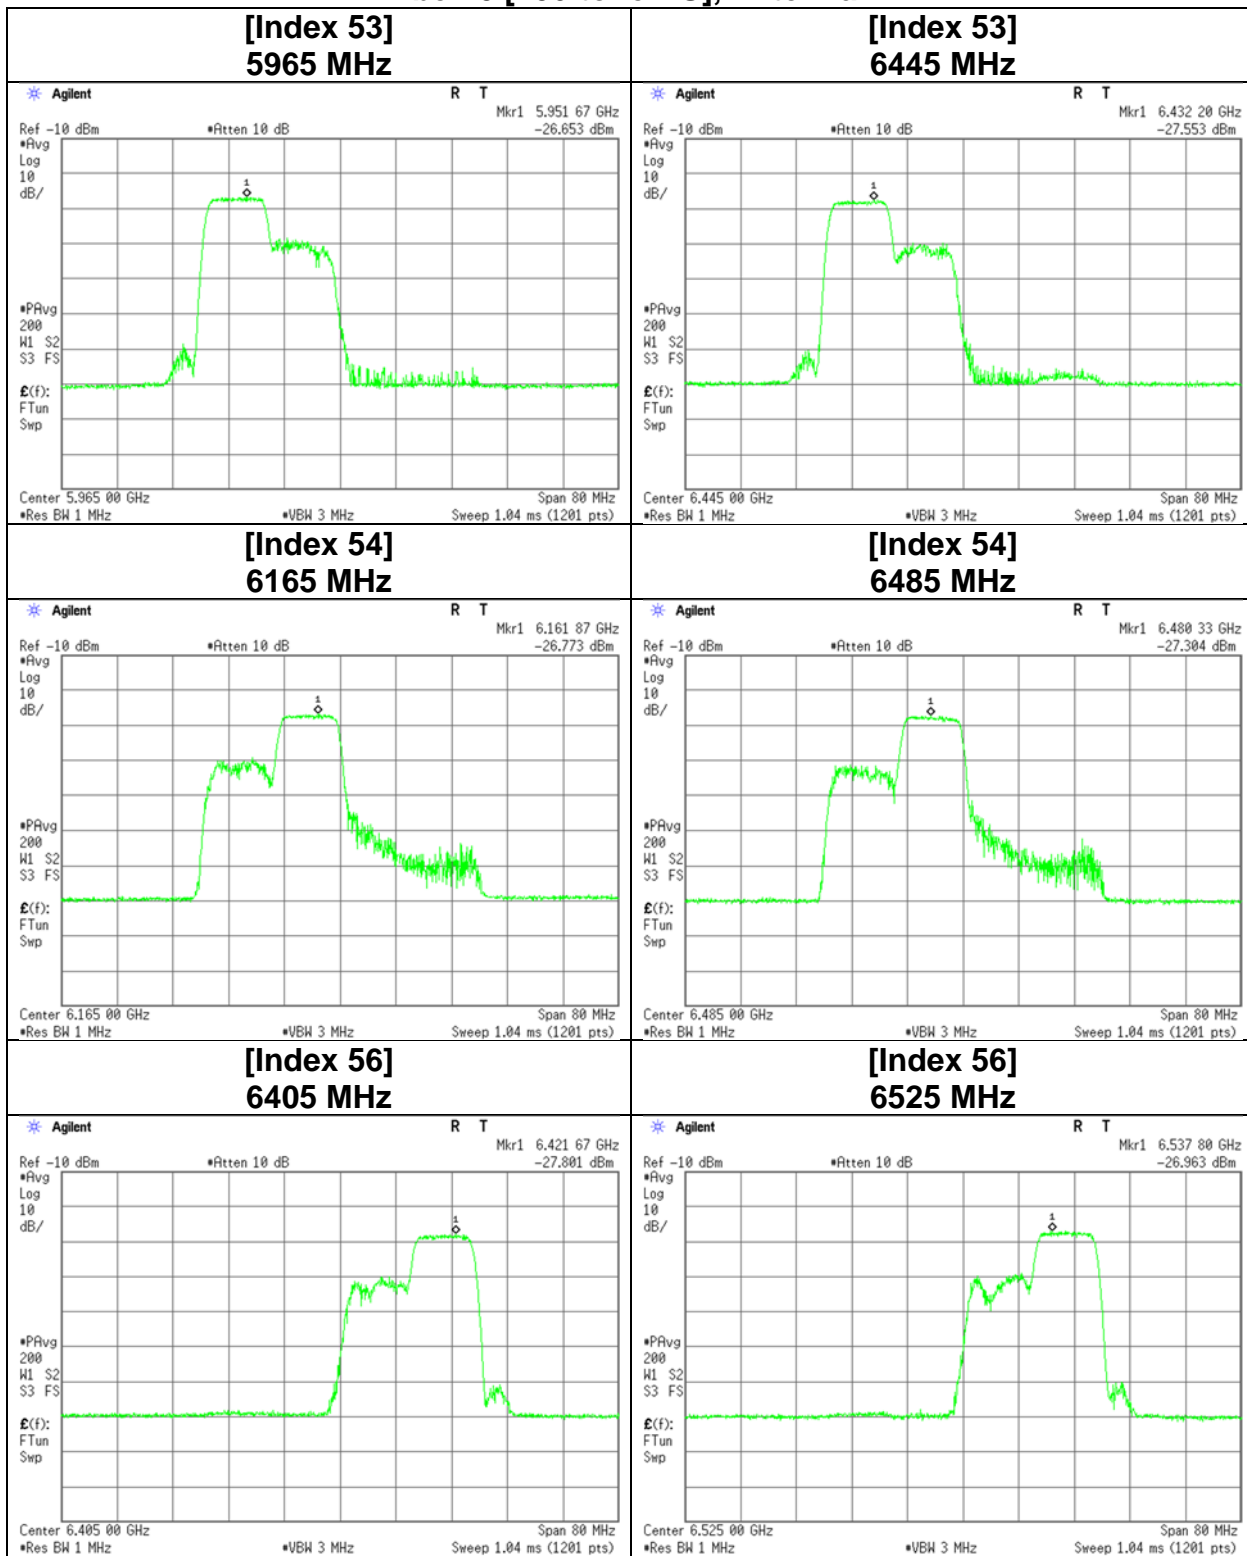 [Index 53]
5965 MHz
[Index 53]
6445 MHz
Agilent R T
Mkr1 5.951 67 GHz
Ref -10 dBm #Atten 10 dB -26.653 dBm
#Avg
Log
10
dB/
1
#PAvg
200
W1 S2
S3 FS
£(f):
FTun
Swp
Center 5.965 00 GHz Span 80 MHz
#Res BW 1 MHz #VBW 3 MHz Sweep 1.04 ms (1201 pts)
Agilent R T
Mkr1 6.432 20 GHz
Ref -10 dBm #Atten 10 dB -27.553 dBm
#Avg
Log
10
dB/
1
#PAvg
200
W1 S2
S3 FS
£(f):
FTun
Swp
Center 6.445 00 GHz Span 80 MHz
#Res BW 1 MHz #VBW 3 MHz Sweep 1.04 ms (1201 pts)
[Index 54]
6165 MHz
[Index 54]
6485 MHz
Agilent R T
Mkr1 6.161 87 GHz
Ref -10 dBm #Atten 10 dB -26.773 dBm
#Avg
Log
10
dB/
1
#PAvg
200
W1 S2
S3 FS
£(f):
FTun
Swp
Center 6.165 00 GHz Span 80 MHz
#Res BW 1 MHz #VBW 3 MHz Sweep 1.04 ms (1201 pts)
Agilent R T
Mkr1 6.480 33 GHz
Ref -10 dBm #Atten 10 dB -27.304 dBm
#Avg
Log
10
dB/
1
#PAvg
200
W1 S2
S3 FS
£(f):
FTun
Swp
Center 6.485 00 GHz Span 80 MHz
#Res BW 1 MHz #VBW 3 MHz Sweep 1.04 ms (1201 pts)
[Index 56]
6405 MHz
[Index 56]
6525 MHz
Agilent R T
Mkr1 6.421 67 GHz
Ref -10 dBm #Atten 10 dB -27.801 dBm
#Avg
Log
10
dB/
1
#PAvg
200
W1 S2
S3 FS
£(f):
FTun
Swp
Center 6.405 00 GHz Span 80 MHz
#Res BW 1 MHz #VBW 3 MHz Sweep 1.04 ms (1201 pts)
Agilent R T
Mkr1 6.537 80 GHz
Ref -10 dBm #Atten 10 dB -26.963 dBm
#Avg
Log
10
dB/
1
#PAvg
200
W1 S2
S3 FS
£(f):
FTun
Swp
Center 6.525 00 GHz Span 80 MHz
#Res BW 1 MHz #VBW 3 MHz Sweep 1.04 ms (1201 pts)